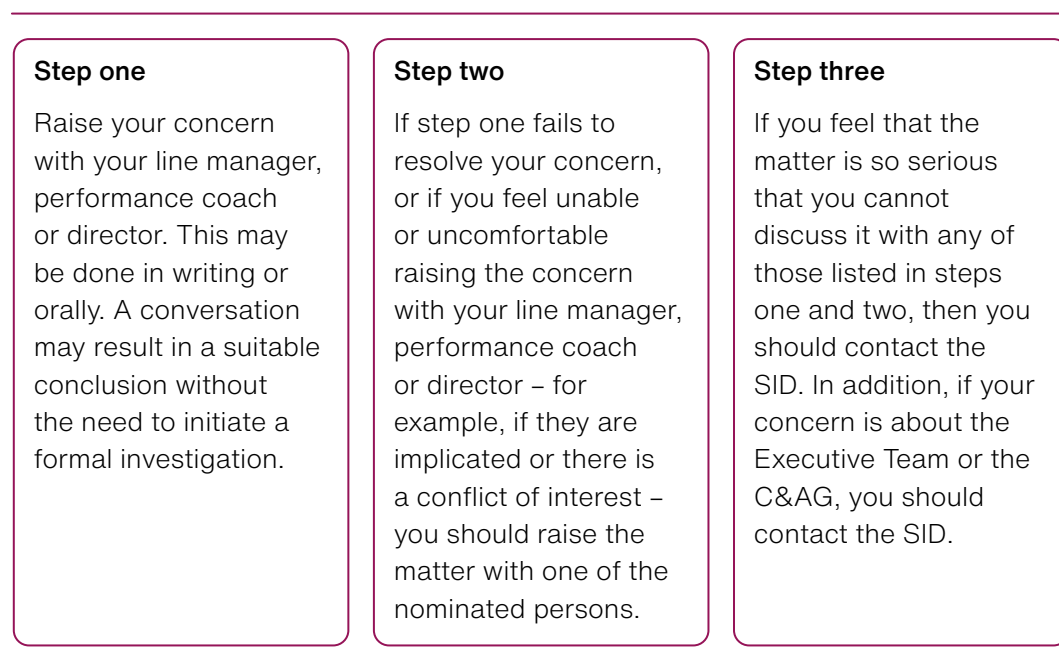 Step one
Raise your concern
with your line manager,
performance coach
or director. This may
be done in writing or
orally. A conversation
may result in a suitable
conclusion without
the need to initiate a
formal investigation.
Step two
If step one fails to
resolve your concern,
or if you feel unable
or uncomfortable
raising the concern
with your line manager,
performance coach
or director – for
example, if they are
implicated or there is
a conflict of interest –
you should raise the
matter with one of the
nominated persons.
Step three
If you feel that the
matter is so serious
that you cannot
discuss it with any of
those listed in steps
one and two, then you
should contact the
SID. In addition, if your
concern is about the
Executive Team or the
C&AG, you should
contact the SID.